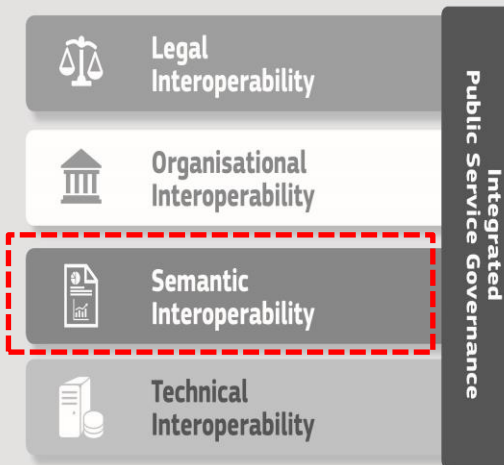 Legal
Interoperability
Organisational
Interoperability
Semantic
Interoperability
Technical
Interoperability
Integrated
Public Service Governance